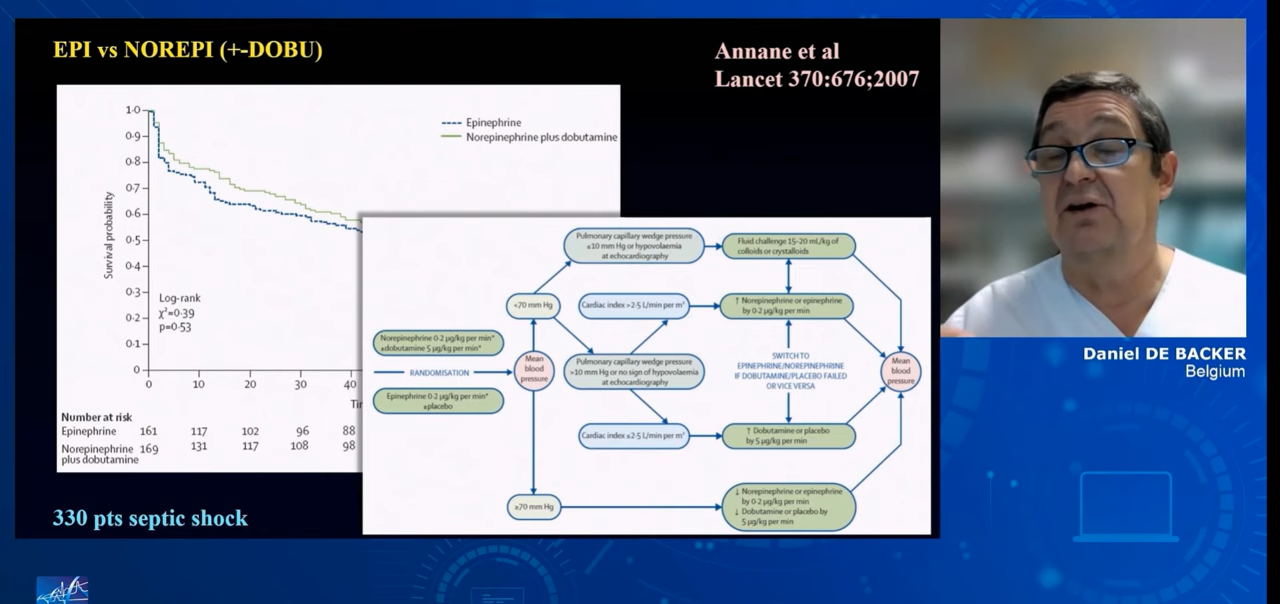 EPI vs NOREPI (+-DOBU)
Annane et al
Lancet 370:676;2007
1·0
0·9
0·8
0·7
0·6
0·5
0·4
0·3
0·2
0·1
0
Survival probability
Epinephrine
Norepinephrine plus dobutamine
Log-rank
χ²=0·39
p=0·53
0 10 20 30 40
Number at risk
Epinephrine 161 117 102 96 88
Norepinephrine 169 131 117 108 98
plus dobutamine
Norepinephrine 0·2 μg/kg per min*
±dobutamine 5 μg/kg per min*
RANDOMISATION
Epinephrine 0·2 μg/kg per min*
±placebo
Mean
blood
pressure
<70 mm Hg
≥70 mm Hg
Pulmonary capillary wedge pressure
≤10 mm Hg or hypovolaemia
at echocardiography
Cardiac index >2·5 L/min per m²
Pulmonary capillary wedge pressure
>10 mm Hg or no sign of hypovolaemia
at echocardiography
Cardiac index ≤2·5 L/min per m²
Fluid challenge 15–20 mL/kg of
colloids or crystalloids
↑ Norepinephrine or epinephrine
by 0·2 μg/kg per min
SWITCH TO
EPINEPHRINE/NOREPINEPHRINE
IF DOBUTAMINE/PLACEBO FAILED
OR VICE VERSA
↑ Dobutamine or placebo
by 5 μg/kg per min
↓ Norepinephrine or epinephrine
by 0·2 μg/kg per min
↓ Dobutamine or placebo by
5 μg/kg per min
Mean
blood
pressure
330 pts septic shock
Daniel DE BACKER
Belgium